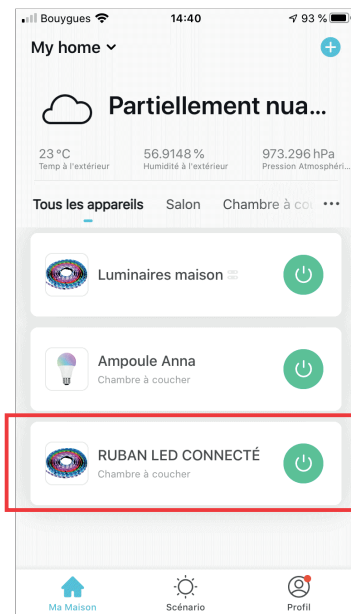 Bouygues 14:40 93 %
My home
Partiellement nua...
23 °C 56.9148 % 973.296 hPa
Temp à l'extérieur Humidité à l'extérieur Pression Atmosphéri...
Tous les appareils Salon Chambre à co
Luminaires maison
Ampoule Anna
Chambre à coucher
RUBAN LED CONNECTÉ
Chambre à coucher
Ma Maison Scénario Profil